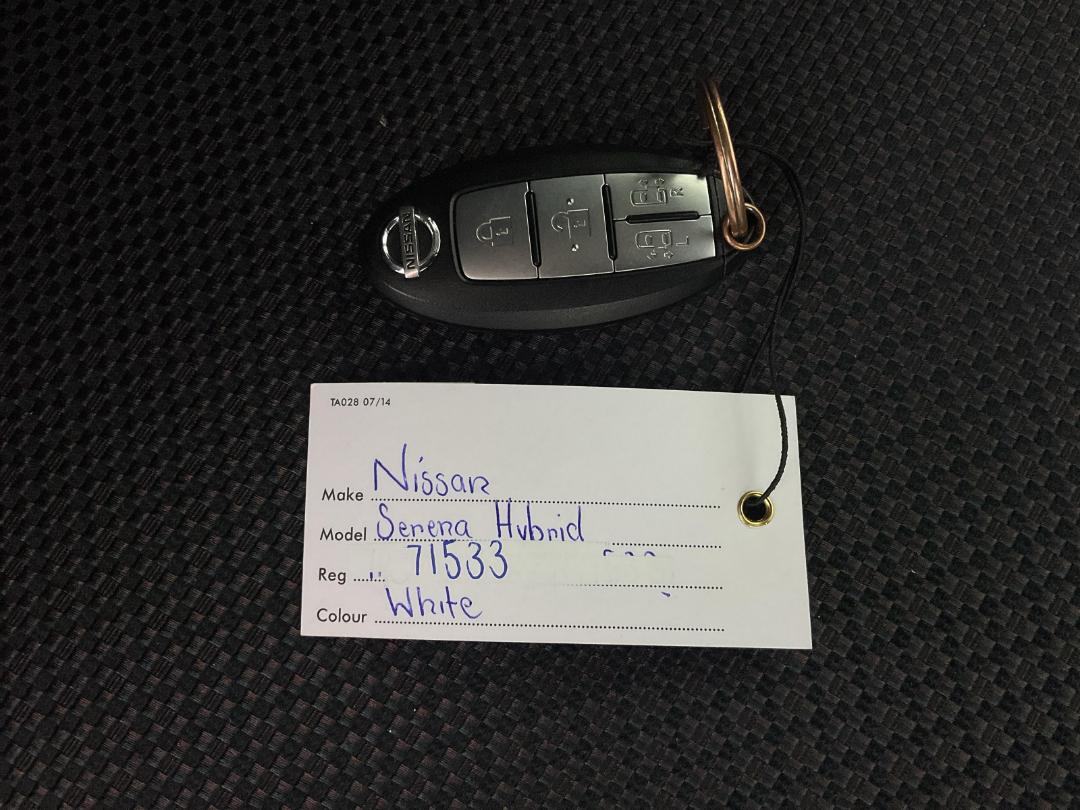 NISSAN
R
L
TA028 07/14
Make Nissan
Model Serena Hybrid
Reg 71533
Colour White